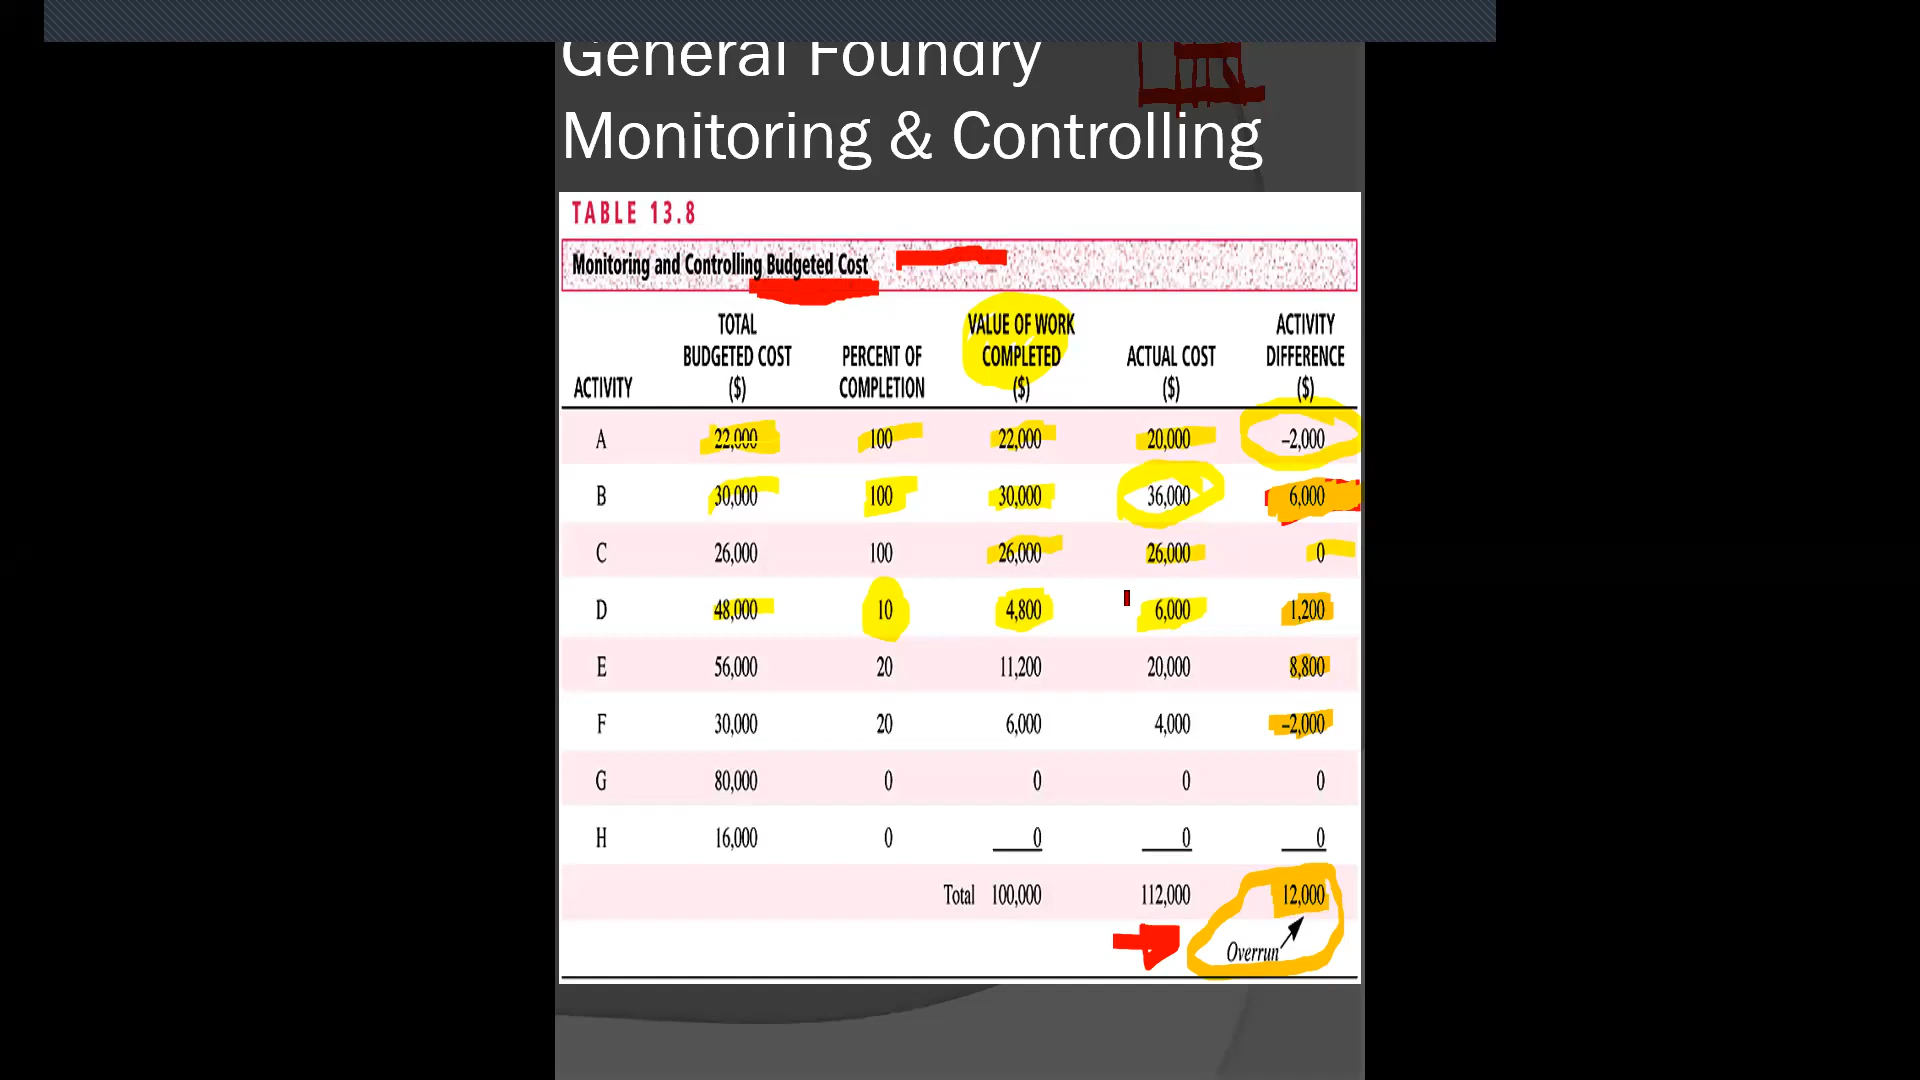 General Foundry
Monitoring & Controlling
TABLE 13.8
Monitoring and Controlling Budgeted Cost
ACTIVITY TOTAL BUDGETED COST ($) PERCENT OF COMPLETION VALUE OF WORK COMPLETED ($) ACTUAL COST ($) ACTIVITY DIFFERENCE ($)
A 22,000 100 22,000 20,000 –2,000
B 30,000 100 30,000 36,000 6,000
C 26,000 100 26,000 26,000 0
D 48,000 10 4,800 6,000 1,200
E 56,000 20 11,200 20,000 8,800
F 30,000 20 6,000 4,000 –2,000
G 80,000 0 0 0 0
H 16,000 0 0 0 0
Total 100,000 112,000 12,000
Overrun